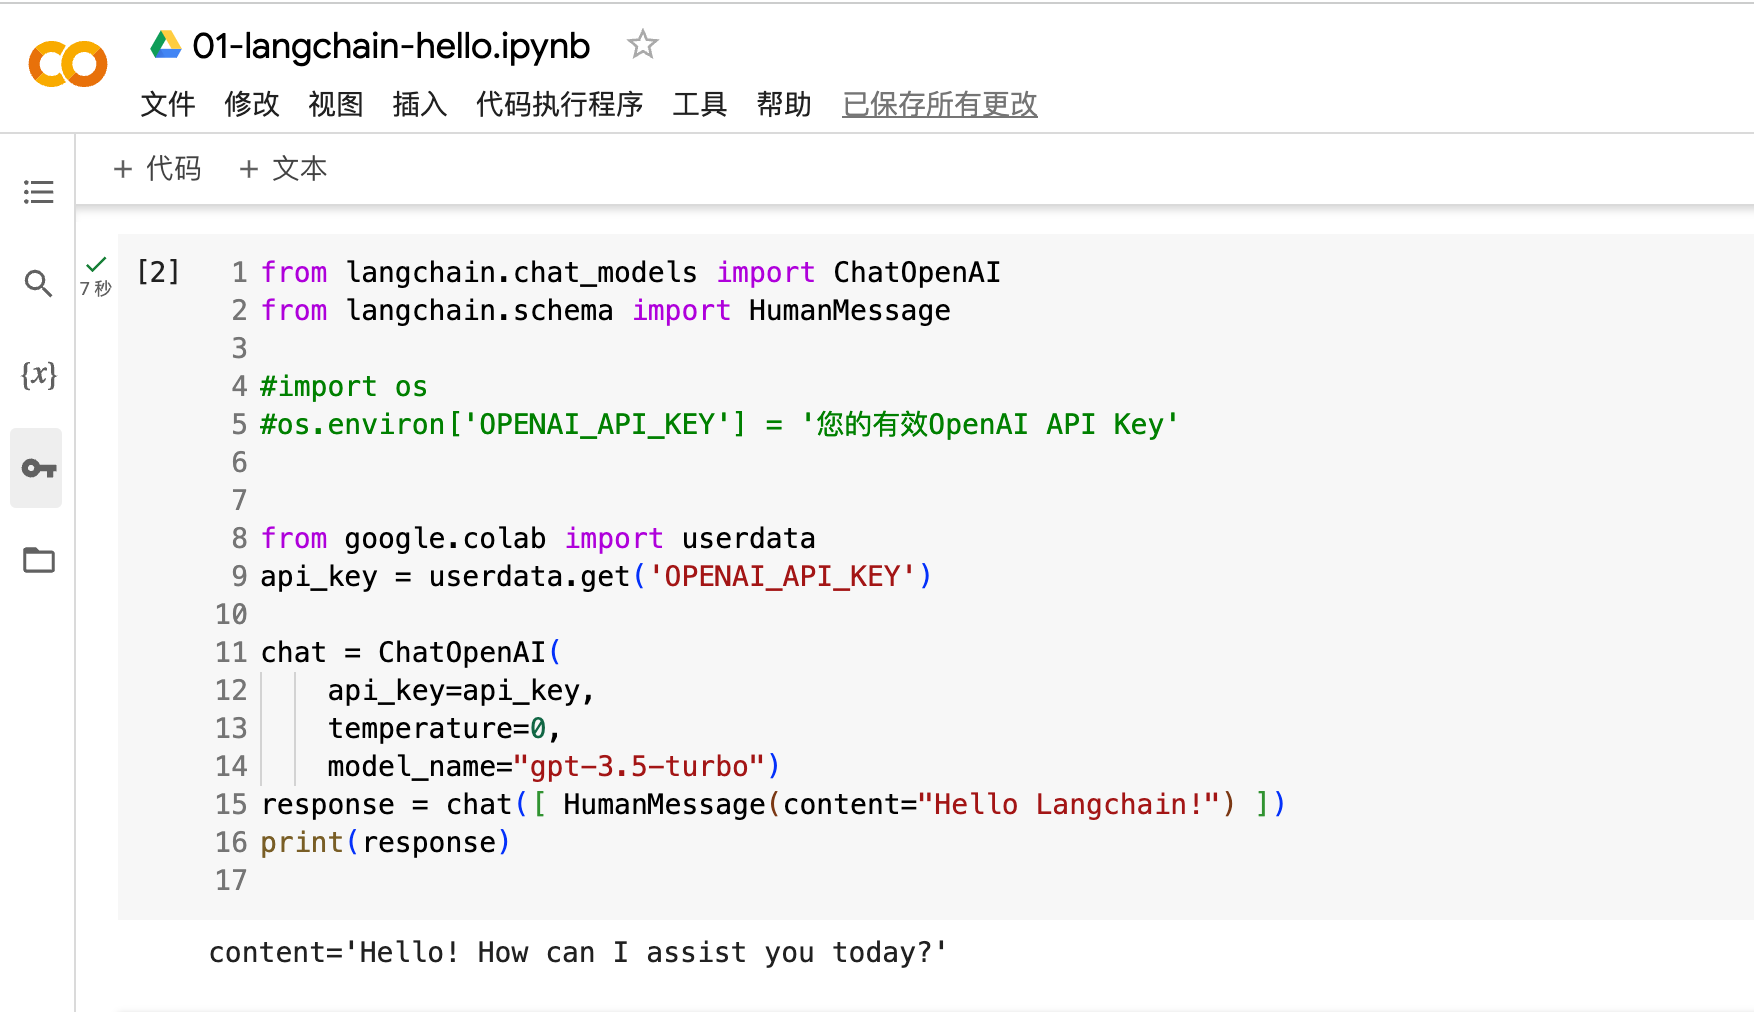 01-langchain-hello.ipynb
文件 修改 视图 插入 代码执行程序 工具 帮助 已保存所有更改
+ 代码 + 文本
{x}
7 秒
[2]
1 from langchain.chat_models import ChatOpenAI
2 from langchain.schema import HumanMessage
3
4 #import os
5 #os.environ['OPENAI_API_KEY'] = '您的有效OpenAI API Key'
6
7
8 from google.colab import userdata
9 api_key = userdata.get('OPENAI_API_KEY')
10
11 chat = ChatOpenAI(
12     api_key=api_key,
13     temperature=0,
14     model_name="gpt-3.5-turbo")
15 response = chat([ HumanMessage(content="Hello Langchain!") ])
16 print(response)
17
content='Hello! How can I assist you today?'